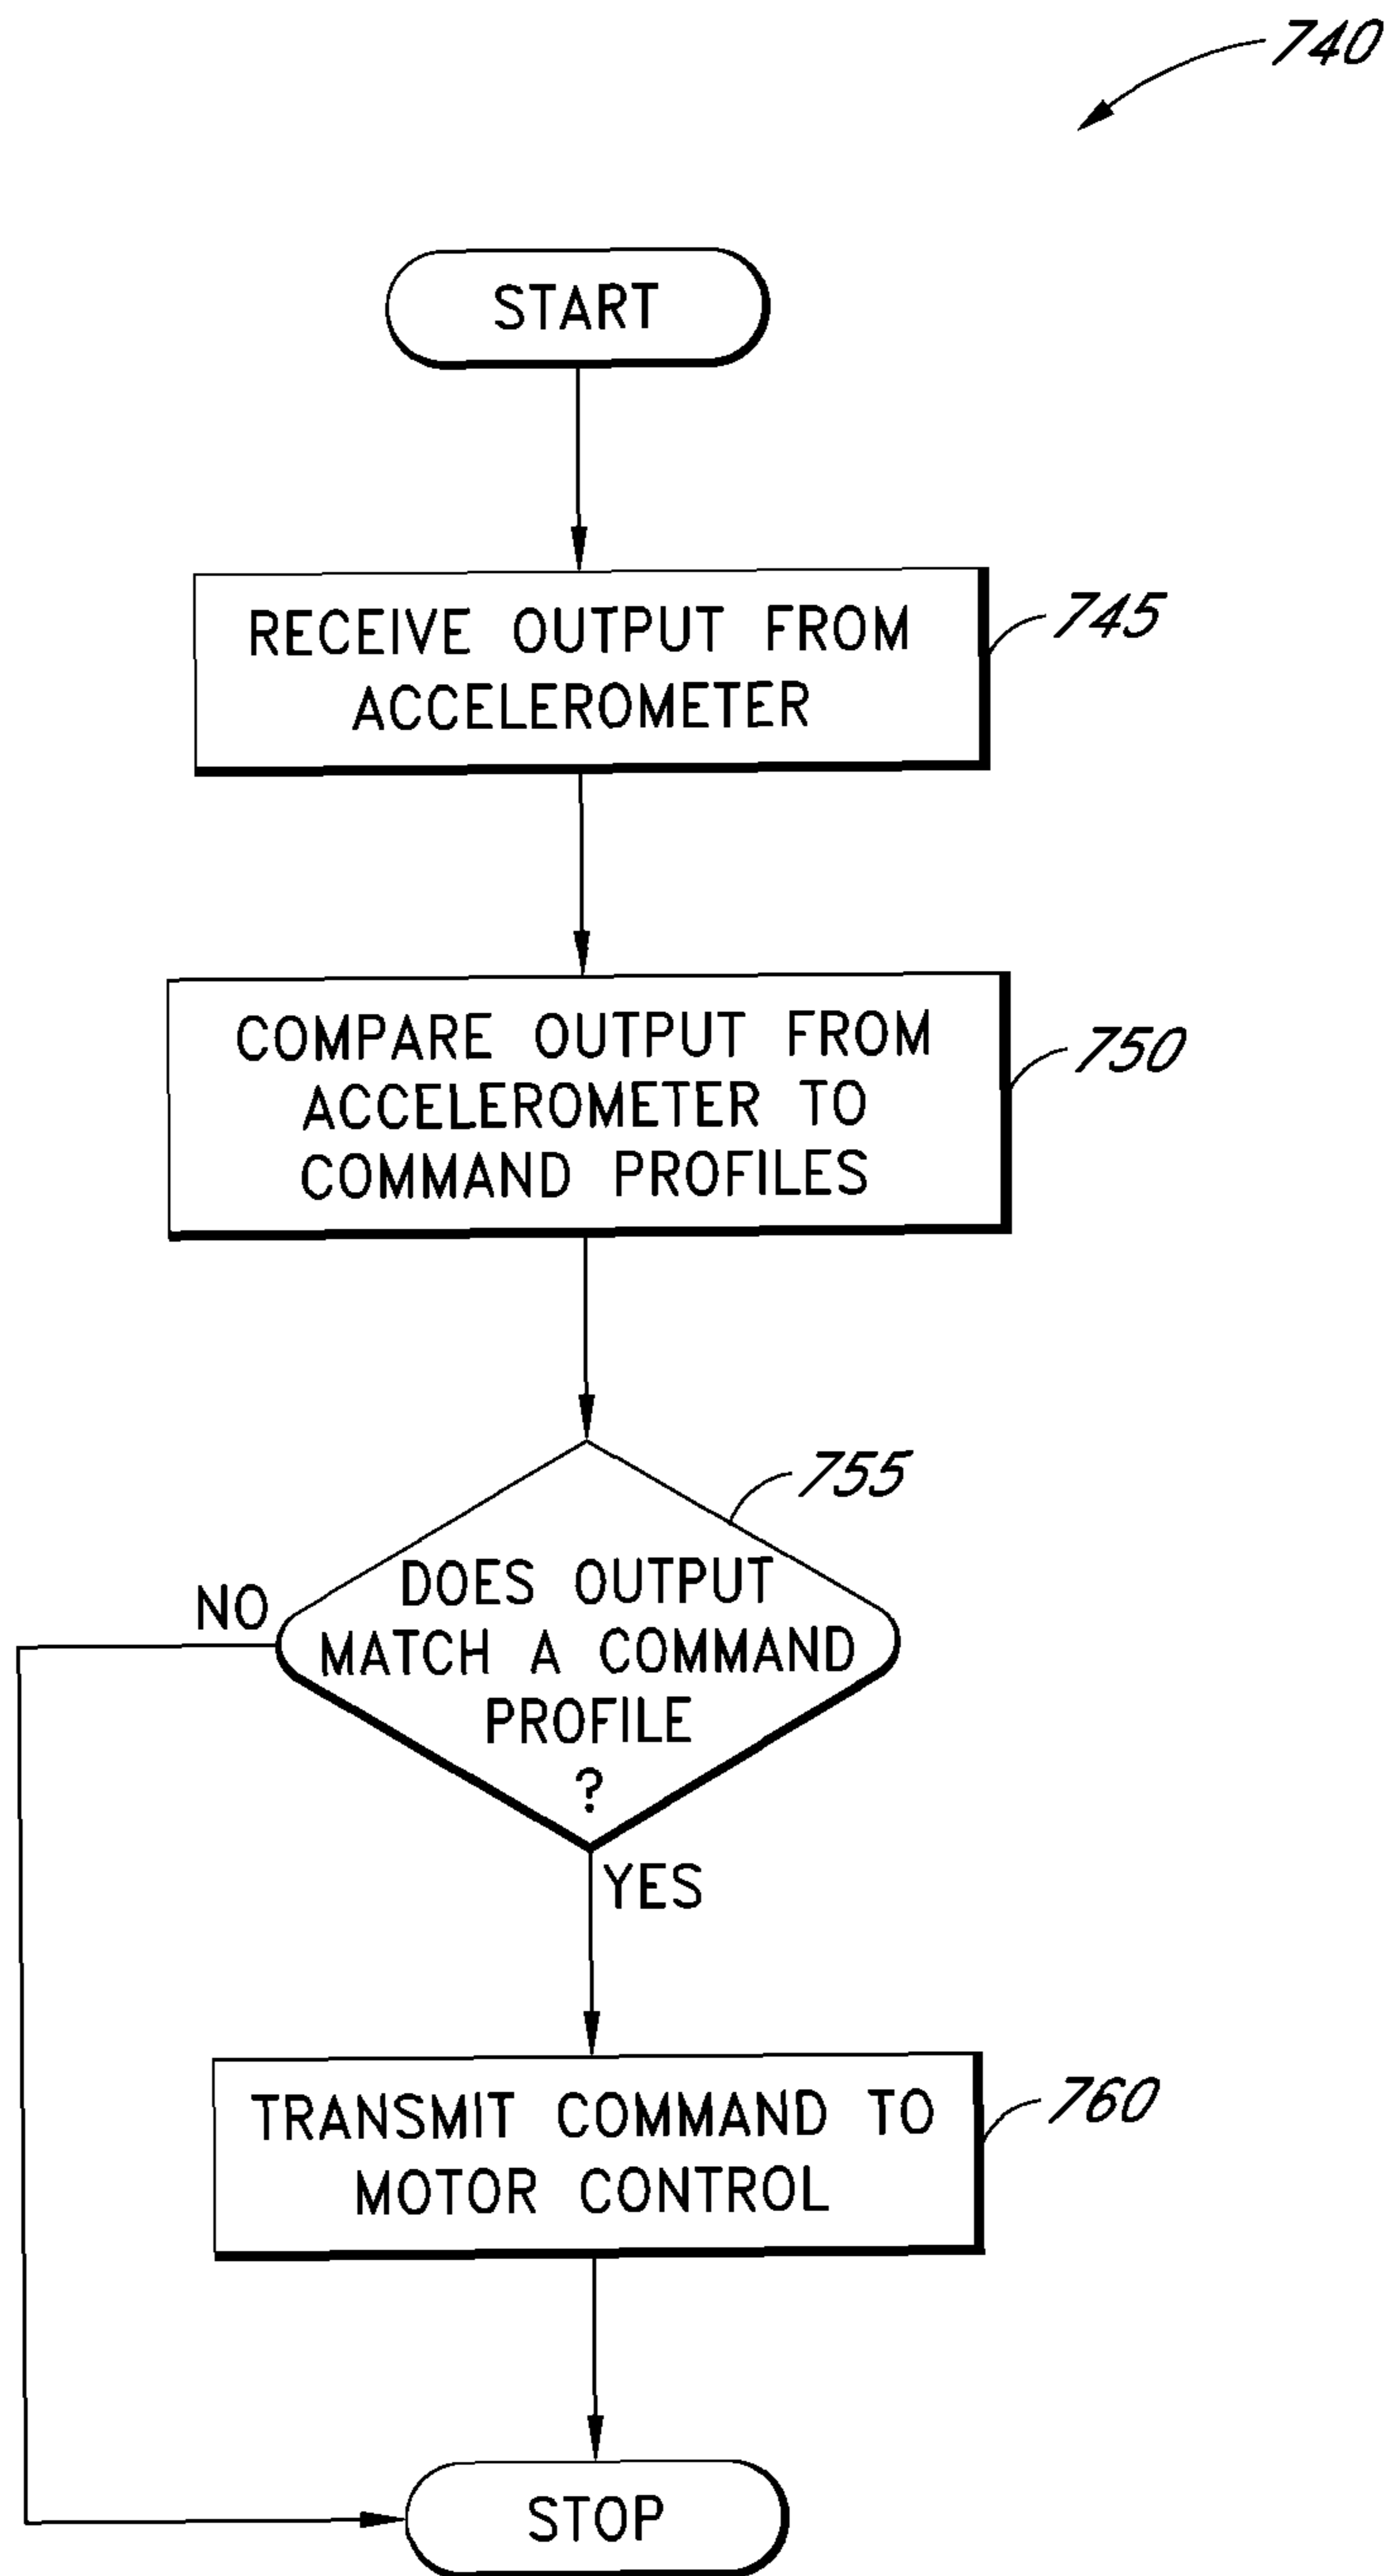 740
START
RECEIVE OUTPUT FROM
ACCELEROMETER
745
COMPARE OUTPUT FROM
ACCELEROMETER TO
COMMAND PROFILES
750
755
DOES OUTPUT
MATCH A COMMAND
PROFILE
?
NO
YES
TRANSMIT COMMAND TO
MOTOR CONTROL
760
STOP